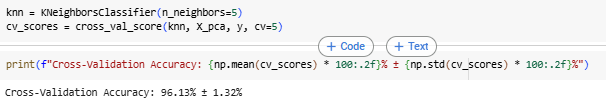 knn = KNeighborsClassifier(n_neighbors=5)
cv_scores = cross_val_score(knn, X_pca, y, cv=5)
+ Code + Text
print(f"Cross-Validation Accuracy: {np.mean(cv_scores) * 100:.2f}% ± {np.std(cv_scores) * 100:.2f}%")
Cross-Validation Accuracy: 96.13% ± 1.32%